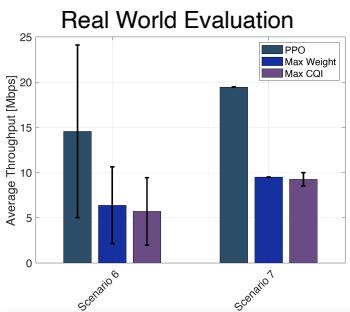 Real World Evaluation
Average Throughput [Mbps]
25
20
15
10
5
0
PPO
Max Weight
Max CQI
Scenario 6
Scenario 7